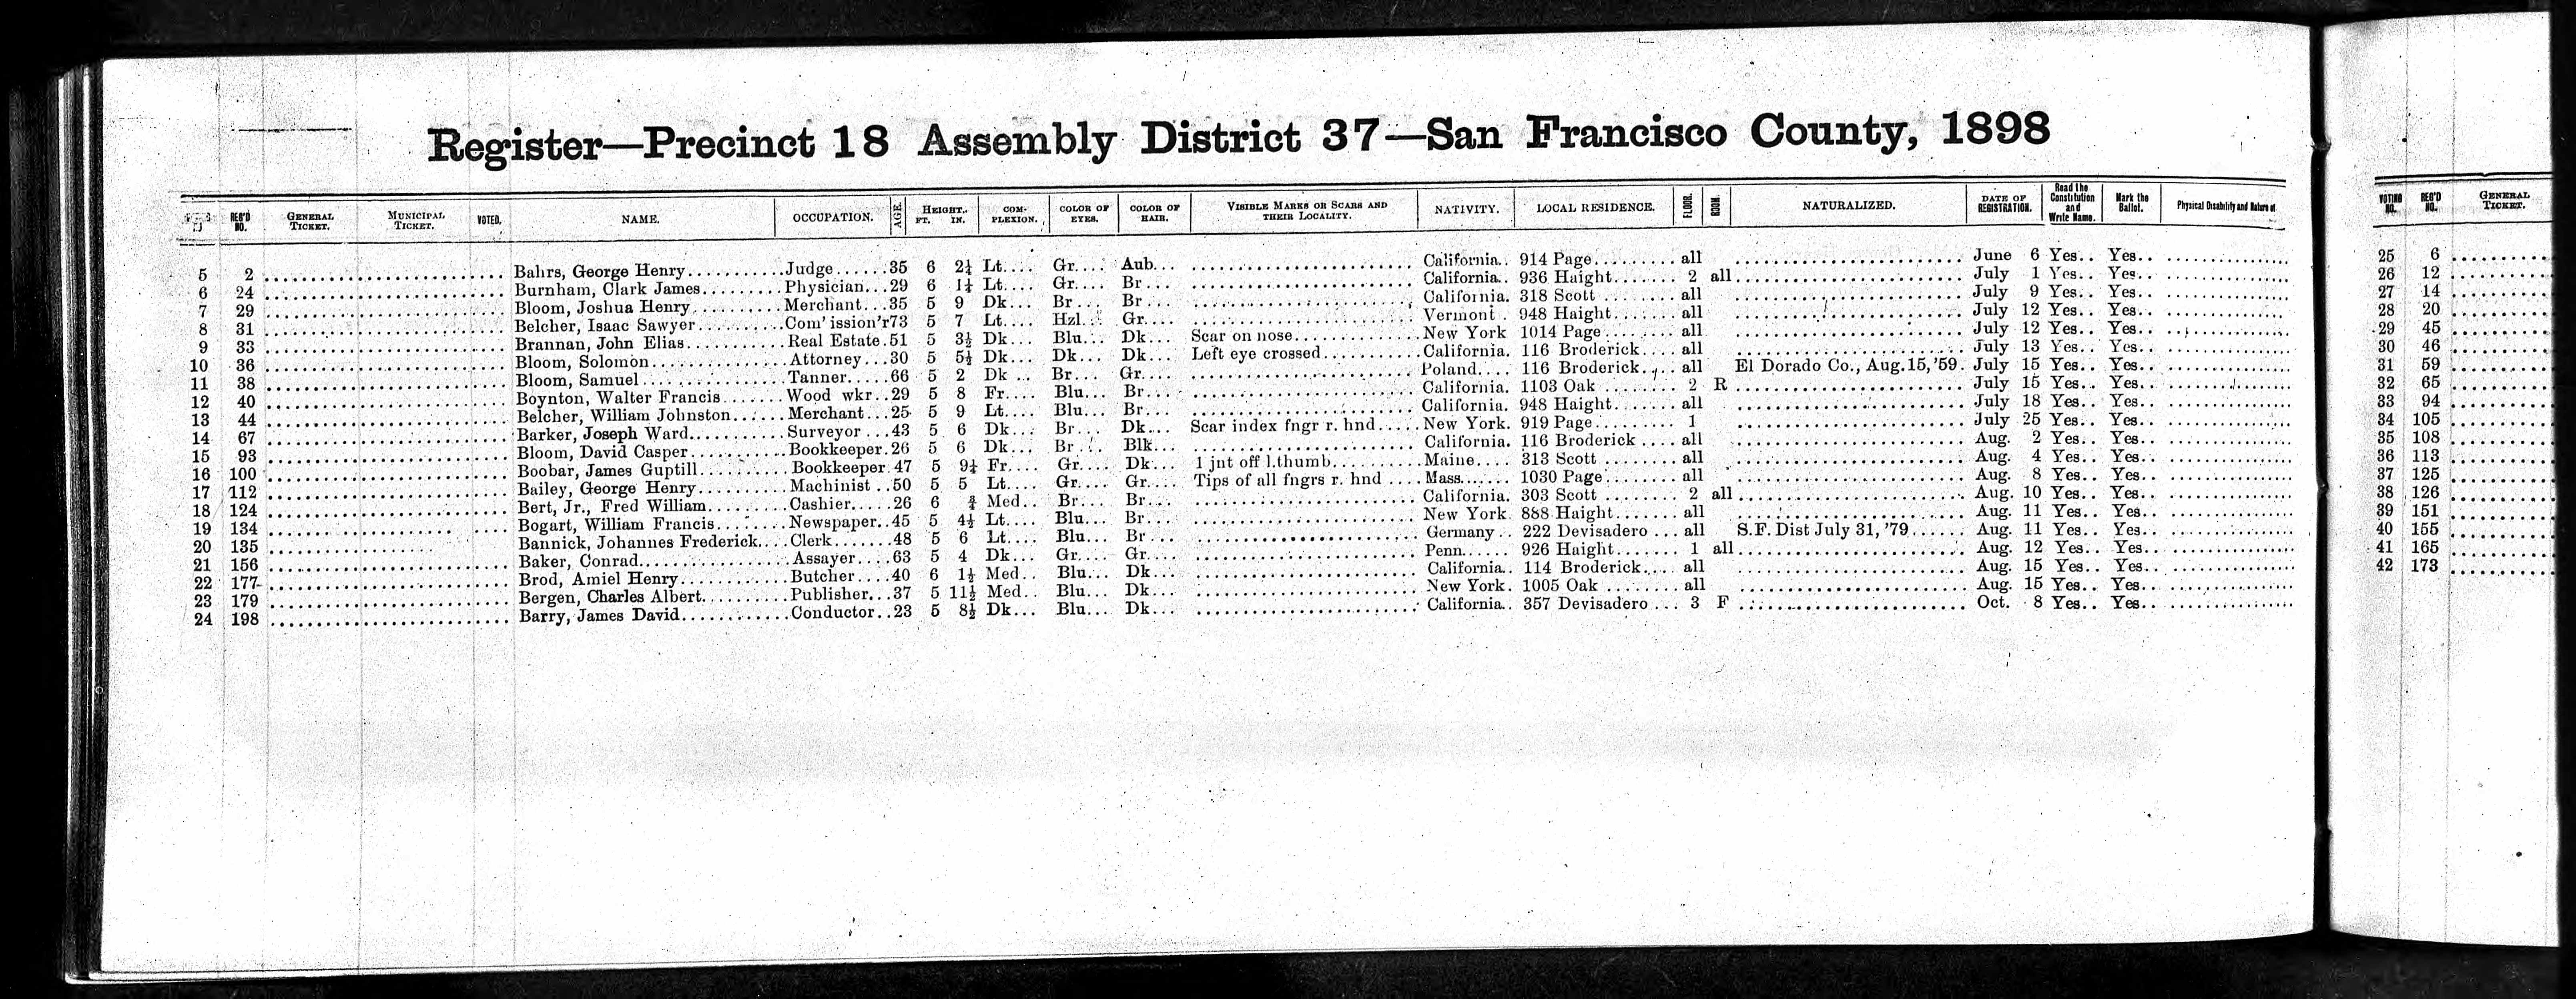 Register—Precinct 18 Assembly District 37—San Francisco County, 1898
REG'D NO. GENERAL TICKET. MUNICIPAL TICKET. VOTED. NAME. OCCUPATION. AGE. HEIGHT. FT. IN. COMPLEXION. COLOR OF EYES. COLOR OF HAIR. VISIBLE MARKS OR SCARS AND THEIR LOCALITY. NATIVITY. LOCAL RESIDENCE. FLOOR. ROOM. NATURALIZED. DATE OF REGISTRATION. Read the Constitution and Write Name. Mark the Ballot. Physical Disability and Nature of
5 2 Bahrs, George Henry Judge 35 6 2¼ Lt. Gr. Aub. California 914 Page all June 6 Yes Yes
6 24 Burnham, Clark James Physician 29 6 1¼ Lt. Gr. Br California 936 Haight 2 all July 1 Yes Yes
7 29 Bloom, Joshua Henry Merchant 35 5 9 Dk Br Br California 318 Scott all July 9 Yes Yes
8 31 Belcher, Isaac Sawyer Com'ission'r 73 5 7 Lt. Hzl. Gr. Vermont 948 Haight all July 12 Yes Yes
9 33 Brannan, John Elias Real Estate 51 5 3½ Dk Blu Dk Scar on nose New York 1014 Page all July 12 Yes Yes
10 36 Bloom, Solomon Attorney 30 5 5½ Dk Dk Dk Left eye crossed California 116 Broderick all July 13 Yes Yes
11 38 Bloom, Samuel Tanner 66 5 2 Dk Br Gr. Poland 116 Broderick all El Dorado Co., Aug. 15, '59. July 15 Yes Yes
12 40 Boynton, Walter Francis Wood wkr 29 5 8 Fr. Blu Br California 1103 Oak 2 R July 15 Yes Yes
13 44 Belcher, William Johnston Merchant 25 5 9 Lt. Blu Br California 948 Haight all July 18 Yes Yes
14 67 Barker, Joseph Ward Surveyor 43 5 6 Dk Br Dk Scar index fngr r. hnd New York 919 Page 1 July 25 Yes Yes
15 93 Bloom, David Casper Bookkeeper 26 5 6 Dk Br Blk California 116 Broderick all Aug. 2 Yes Yes
16 100 Boobar, James Guptill Bookkeeper 47 5 9¼ Fr. Gr. Dk 1 jnt off l. thumb Maine 313 Scott all Aug. 4 Yes Yes
17 112 Bailey, George Henry Machinist 50 5 5 Lt. Gr. Gr. Tips of all fngrs r. hnd Mass. 1030 Page all Aug. 8 Yes Yes
18 124 Bert, Jr., Fred William Cashier 26 6 ¾ Med Br Br California 303 Scott 2 all Aug. 10 Yes Yes
19 134 Bogart, William Francis Newspaper 45 5 4½ Lt. Blu Br New York 888 Haight all Aug. 11 Yes Yes
20 135 Bannick, Johannes Frederick Clerk 48 5 6 Lt. Blu Br Germany 222 Devisadero all S.F. Dist July 31, '79 Aug. 11 Yes Yes
21 156 Baker, Conrad Assayer 63 5 4 Dk Gr. Gr. Penn. 926 Haight 1 all Aug. 12 Yes Yes
22 177 Brod, Amiel Henry Butcher 40 6 1½ Med Blu Dk California 114 Broderick all Aug. 15 Yes Yes
23 179 Bergen, Charles Albert Publisher 37 5 11½ Med Blu Dk New York 1005 Oak all Aug. 15 Yes Yes
24 198 Barry, James David Conductor 23 5 8½ Dk Blu Dk California 357 Devisadero 3 F Oct. 8 Yes Yes
VOTING NO. REG'D NO. GENERAL TICKET.
25 6
26 12
27 14
28 20
29 45
30 46
31 59
32 65
33 94
34 105
35 108
36 113
37 125
38 126
39 151
40 155
41 165
42 173